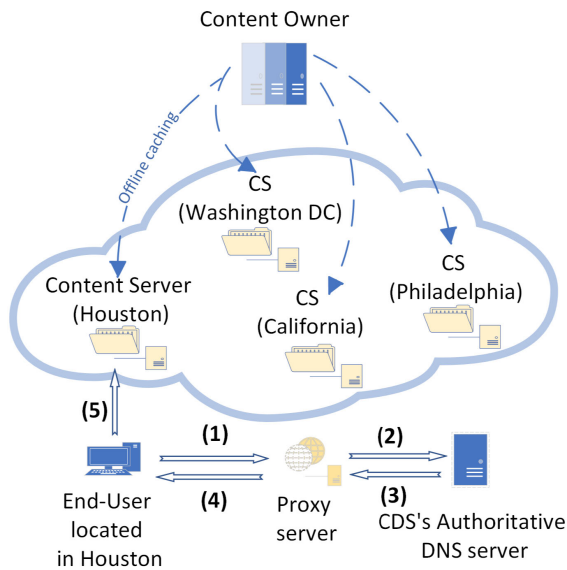 Content Owner
Offline caching
CS
(Washington DC)
Content Server
(Houston)
CS
(California)
CS
(Philadelphia)
(5)
(1)
(2)
(4)
(3)
End-User
located
in Houston
Proxy
server
CDS's Authoritative
DNS server